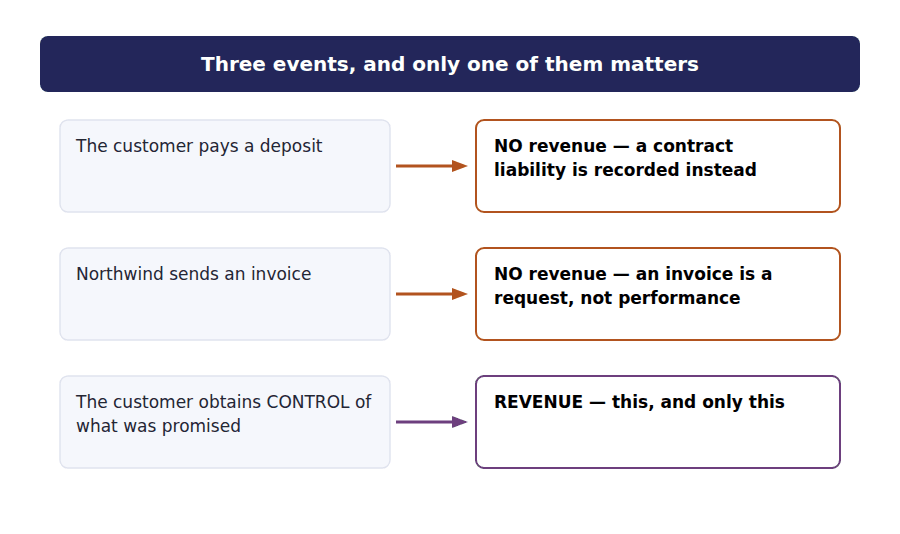 Three events, and only one of them matters
The customer pays a deposit
NO revenue — a contract
liability is recorded instead
Northwind sends an invoice
NO revenue — an invoice is a
request, not performance
The customer obtains CONTROL of
what was promised
REVENUE — this, and only this